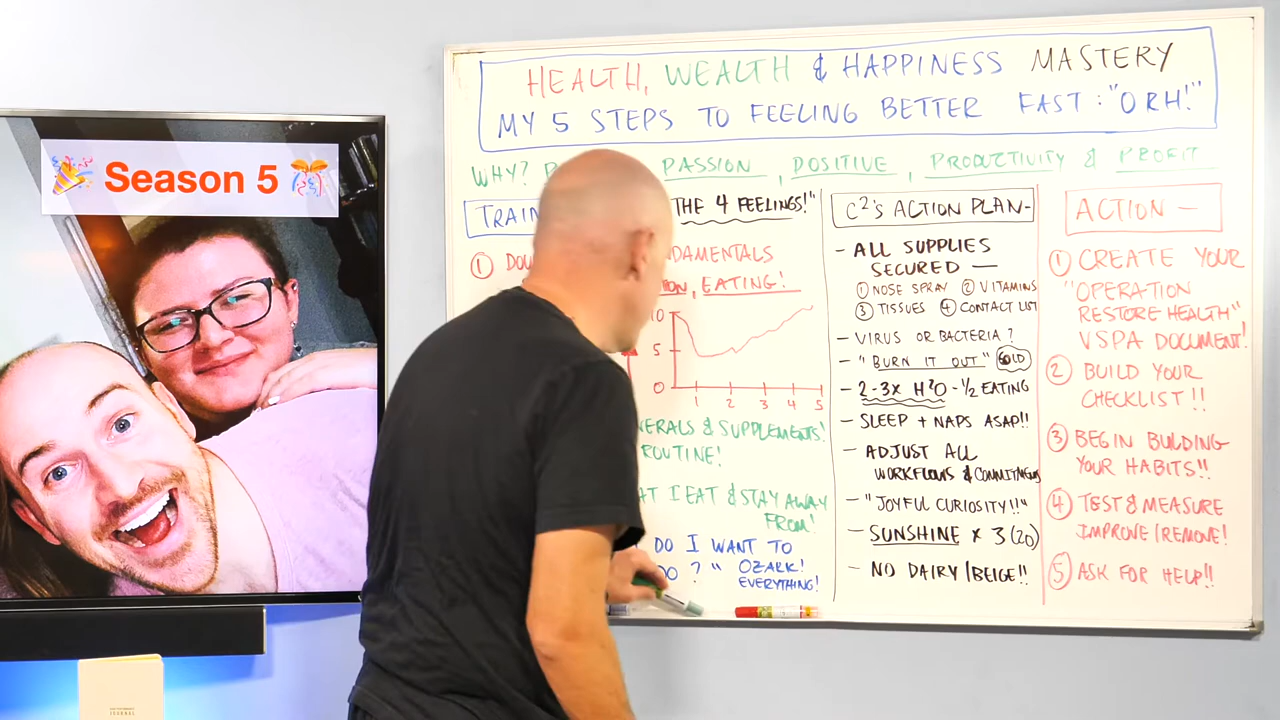 Season 5
HEALTH, WEALTH & HAPPINESS MASTERY
MY 5 STEPS TO FEELING BETTER FAST: "ORH!"
WHY? PASSION, POSITIVE, PRODUCTIVITY & PROFIT
THE 4 FEELINGS!"
①
EATING!
10
5
0
1 2 3 4 5
& SUPPLEMENTS!
ROUTINE!
I EAT & STAY AWAY
FROM!
DO I WANT TO
? " OZARK!
EVERYTHING!
C²'S ACTION PLAN-
- ALL SUPPLIES
SECURED —
① NOSE SPRAY ② VITAMINS
③ TISSUES ④ CONTACT LIST
- VIRUS OR BACTERIA?
- "BURN IT OUT"
- 2-3X H²O - ½ EATING
- SLEEP + NAPS ASAP!!
- ADJUST ALL
WORKFLOWS & COMMITMENTS
- "JOYFUL CURIOSITY!!"
- SUNSHINE x 3 (20)
- NO DAIRY/BEIGE!!
ACTION —
① CREATE YOUR
"OPERATION
RESTORE HEALTH"
VSPA DOCUMENT!
② BUILD YOUR
CHECKLIST!!
③ BEGIN BUILDING
YOUR HABITS!!
④ TEST & MEASURE
IMPROVE/REMOVE!
⑤ ASK FOR HELP!!
JOURNAL